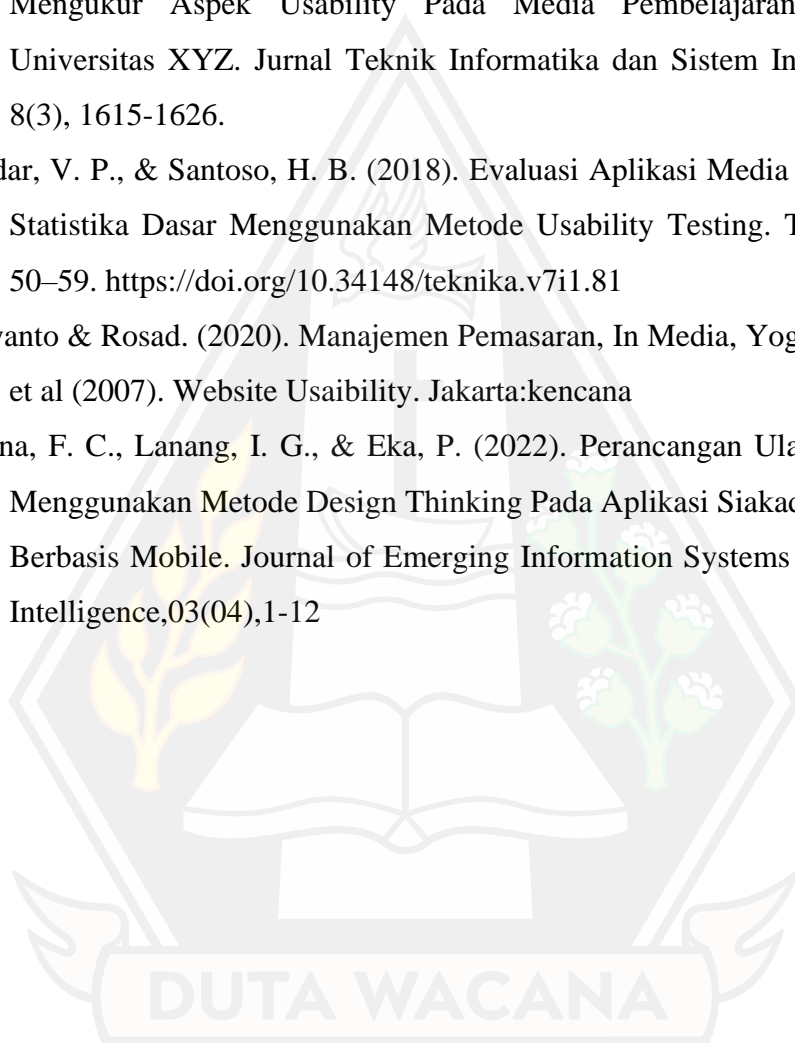 Mengukur Aspek Usability Pada Media Pembelajaran
Universitas XYZ. Jurnal Teknik Informatika dan Sistem In
8(3), 1615-1626.
dar, V. P., & Santoso, H. B. (2018). Evaluasi Aplikasi Media
Statistika Dasar Menggunakan Metode Usability Testing. T
50–59. https://doi.org/10.34148/teknika.v7i1.81
vanto & Rosad. (2020). Manajemen Pemasaran, In Media, Yog
et al (2007). Website Usaibility. Jakarta:kencana
na, F. C., Lanang, I. G., & Eka, P. (2022). Perancangan Ula
Menggunakan Metode Design Thinking Pada Aplikasi Siakad
Berbasis Mobile. Journal of Emerging Information Systems
Intelligence,03(04),1-12
DUTA WACANA